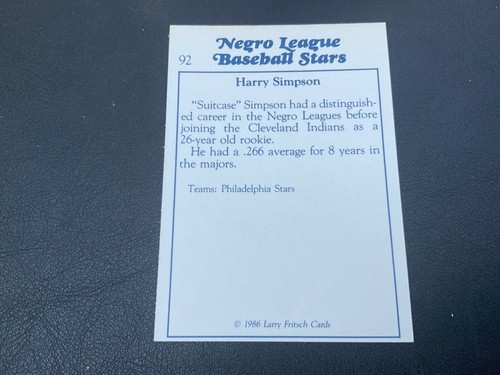 92
Negro League
Baseball Stars
Harry Simpson
"Suitcase" Simpson had a distinguish-
ed career in the Negro Leagues before
joining the Cleveland Indians as a
26-year old rookie.
He had a .266 average for 8 years in
the majors.
Teams: Philadelphia Stars
© 1986 Larry Fritsch Cards